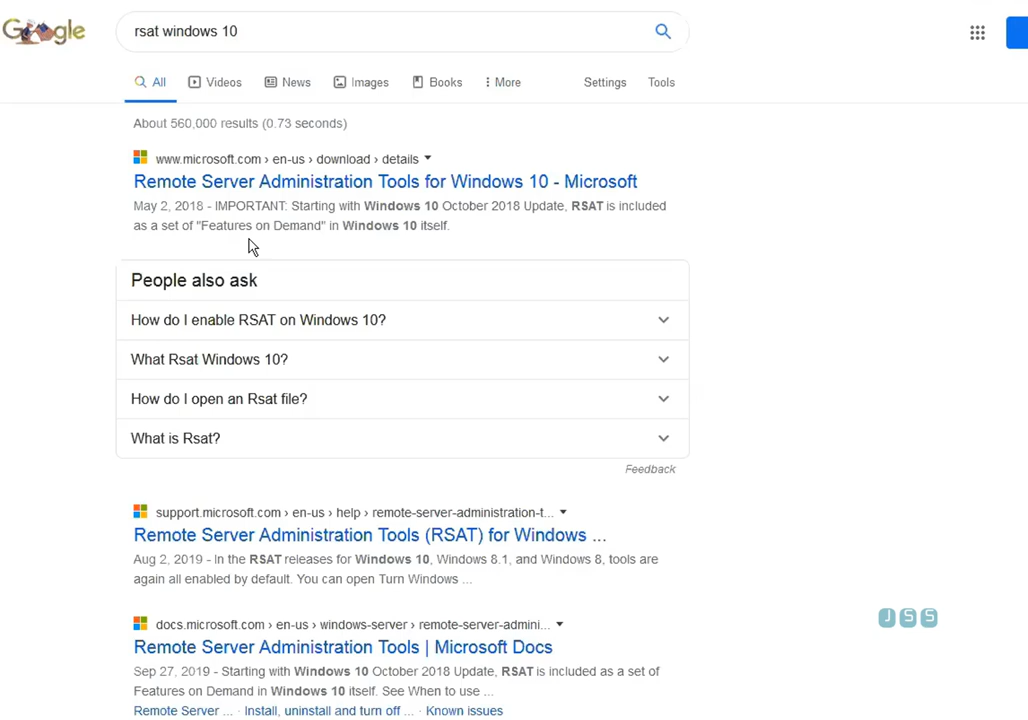 Google
rsat windows 10
All Videos News Images Books More Settings Tools
About 560,000 results (0.73 seconds)
www.microsoft.com › en-us › download › details
Remote Server Administration Tools for Windows 10 - Microsoft
May 2, 2018 - IMPORTANT: Starting with Windows 10 October 2018 Update, RSAT is included
as a set of "Features on Demand" in Windows 10 itself.
People also ask
How do I enable RSAT on Windows 10?
What Rsat Windows 10?
How do I open an Rsat file?
What is Rsat?
Feedback
support.microsoft.com › en-us › help › remote-server-administration-t...
Remote Server Administration Tools (RSAT) for Windows ...
Aug 2, 2019 - In the RSAT releases for Windows 10, Windows 8.1, and Windows 8, tools are
again all enabled by default. You can open Turn Windows ...
JSS
docs.microsoft.com › en-us › windows-server › remote-server-admini...
Remote Server Administration Tools | Microsoft Docs
Sep 27, 2019 - Starting with Windows 10 October 2018 Update, RSAT is included as a set of
Features on Demand in Windows 10 itself. See When to use ...
Remote Server ... · Install, uninstall and turn off ... · Known issues